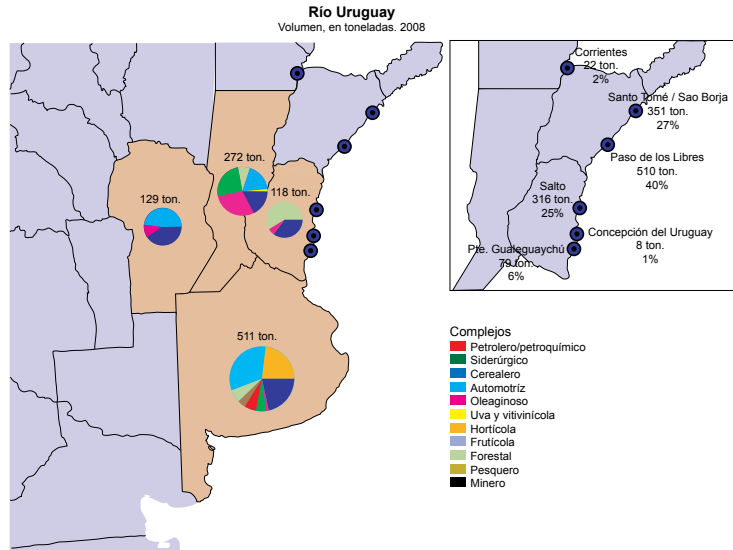 Río Uruguay
Volumen, en toneladas. 2008
272 ton.
129 ton.
118 ton.
511 ton.
Corrientes
22 ton.
2%
Santo Tomé / Sao Borja
351 ton.
27%
Paso de los Libres
510 ton.
40%
Salto
316 ton.
25%
Concepción del Uruguay
8 ton.
1%
Pte. Gualeguaychú
79 ton.
6%
Complejos
Petrolero/petroquímico
Siderúrgico
Cerealero
Automotríz
Oleaginoso
Uva y vitivinícola
Hortícola
Frutícola
Forestal
Pesquero
Minero